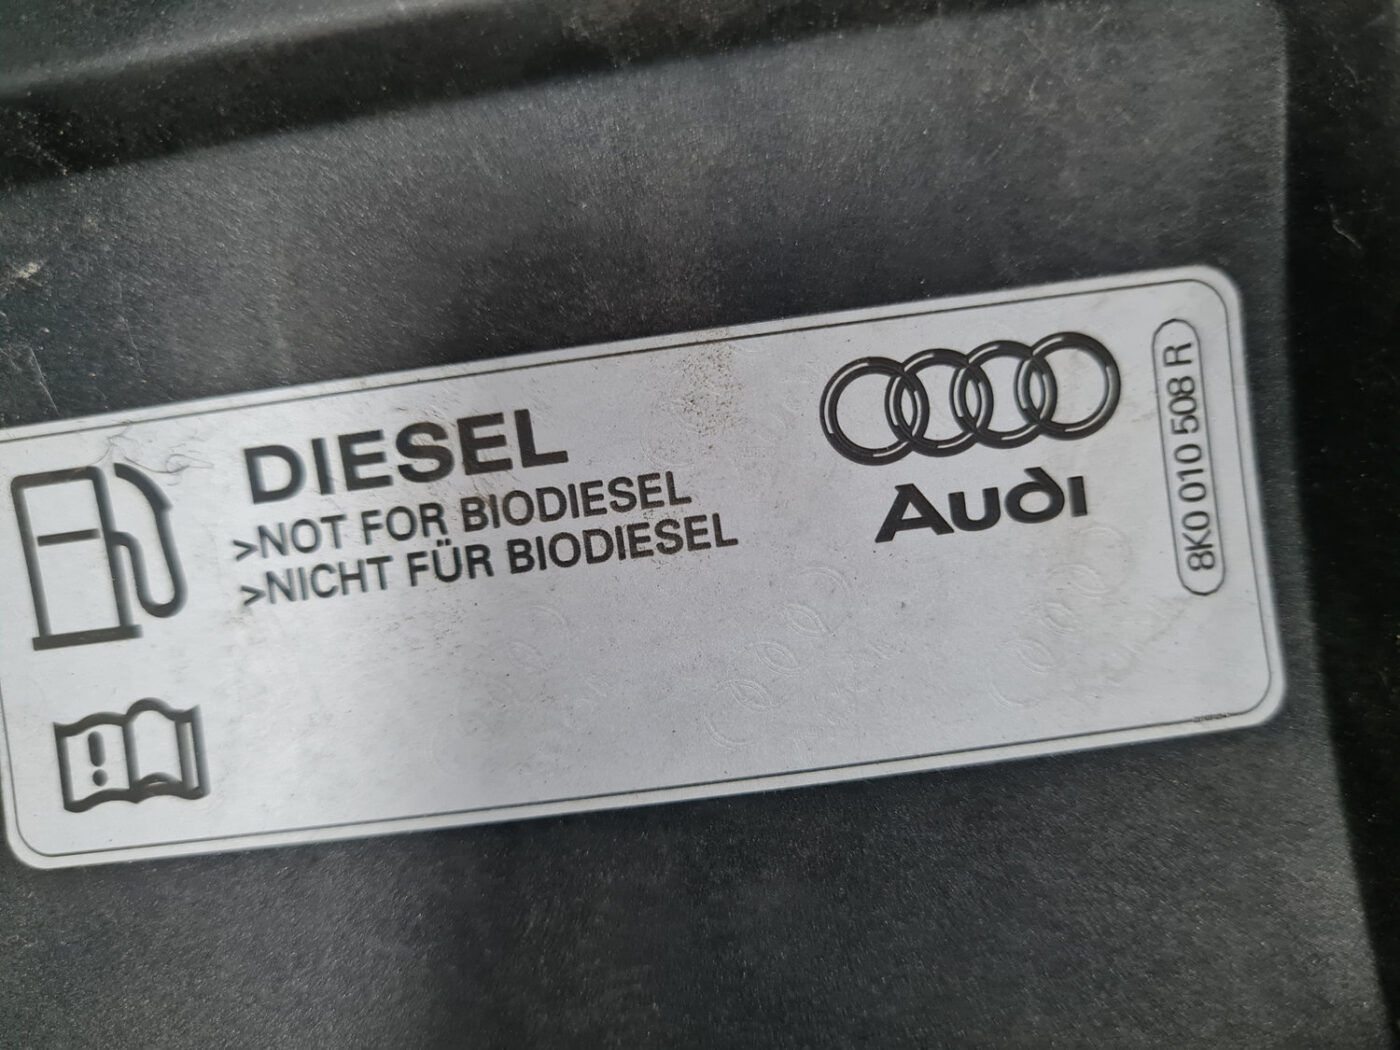 DIESEL
>NOT FOR BIODIESEL
>NICHT FÜR BIODIESEL
Audi
8K0 010 508 R
!